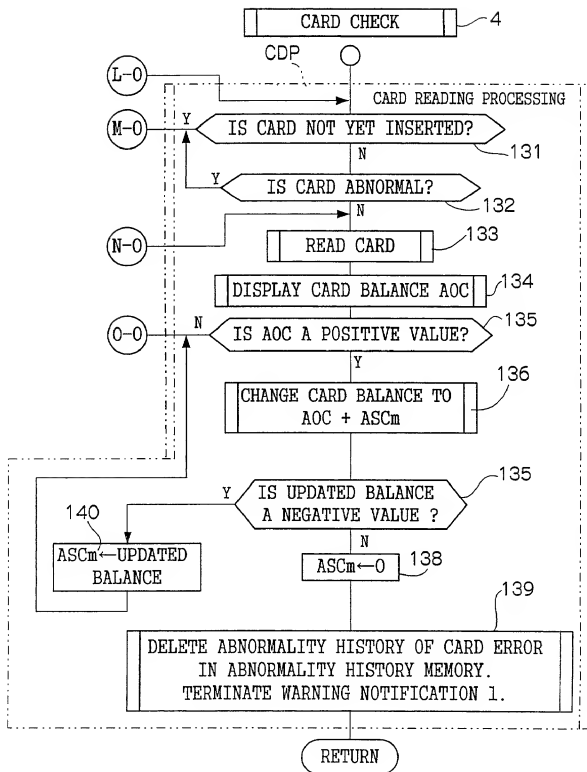 CARD CHECK
4
CDP
L-0
CARD READING PROCESSING
M-0
Y
IS CARD NOT YET INSERTED?
N
131
Y
IS CARD ABNORMAL?
132
N
N-0
READ CARD
133
DISPLAY CARD BALANCE AOC
134
O-0
N
IS AOC A POSITIVE VALUE?
135
Y
CHANGE CARD BALANCE TO
AOC + ASCm
136
Y
IS UPDATED BALANCE
A NEGATIVE VALUE ?
135
140
N
ASCm←UPDATED
BALANCE
ASCm←0
138
139
DELETE ABNORMALITY HISTORY OF CARD ERROR
IN ABNORMALITY HISTORY MEMORY.
TERMINATE WARNING NOTIFICATION 1.
RETURN